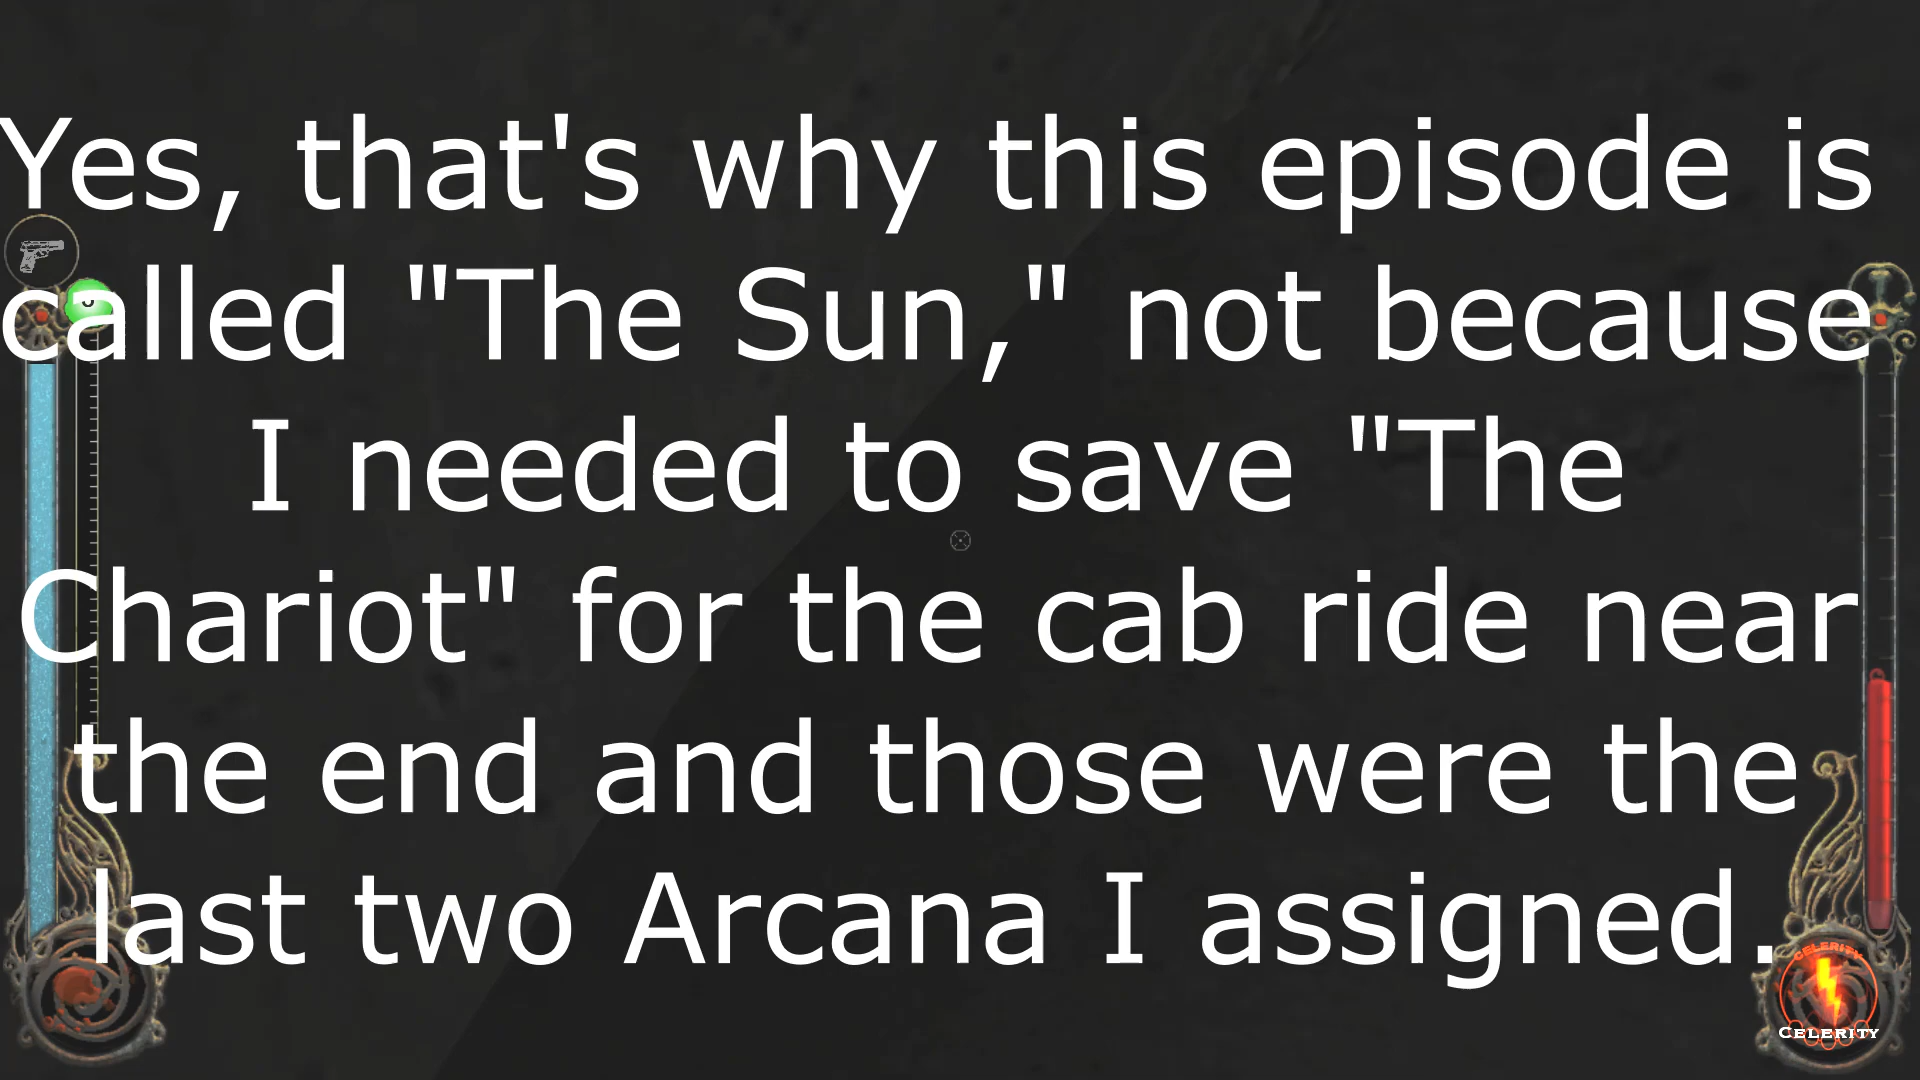 Yes, that's why this episode is
called "The Sun," not because
I needed to save "The
Chariot" for the cab ride near
the end and those were the
last two Arcana I assigned.
CELERITY
CELERITY